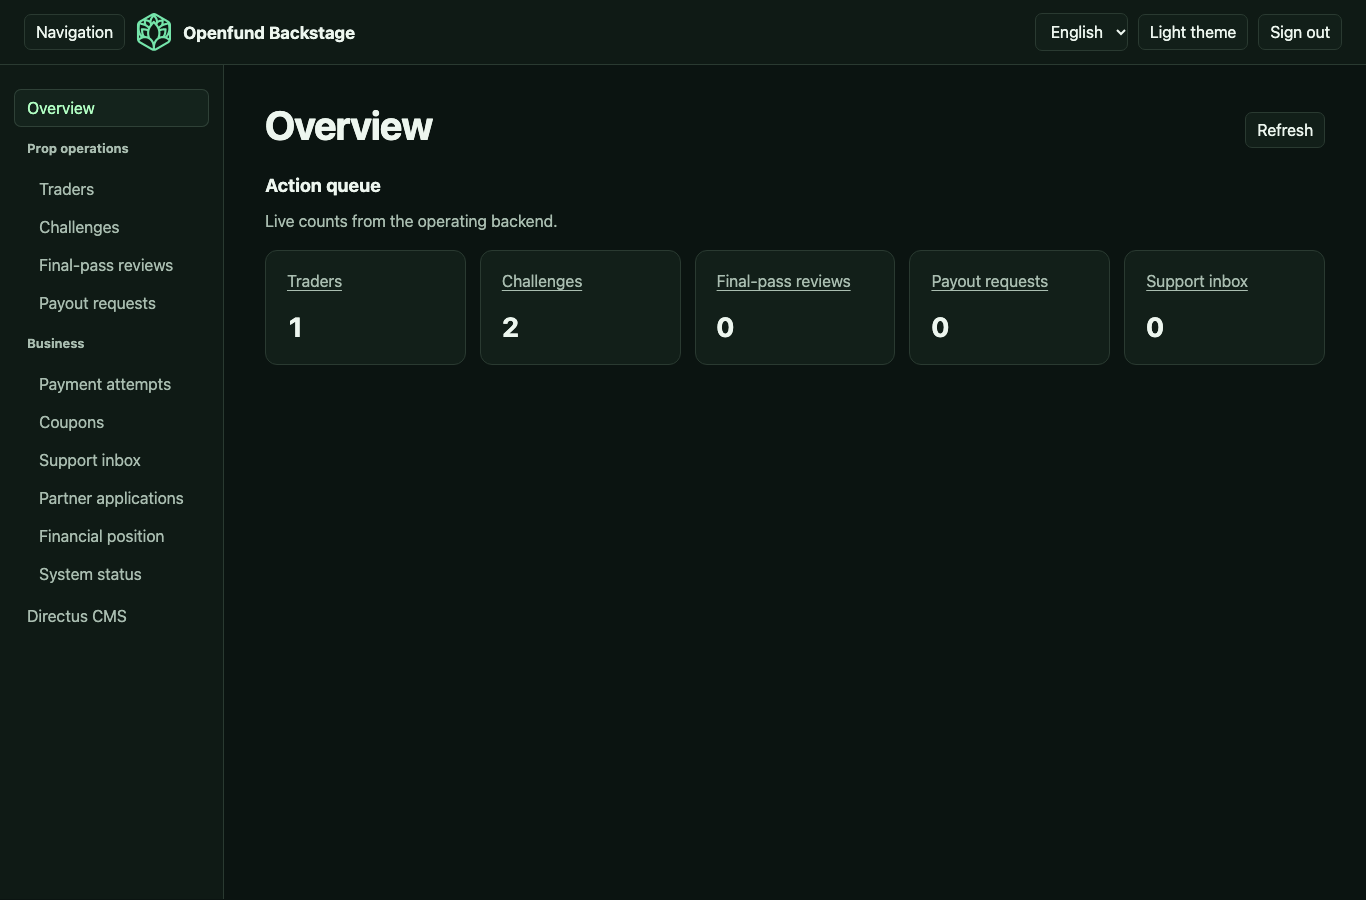 Navigation
Openfund Backstage
English
Light theme
Sign out
Overview
Prop operations
Traders
Challenges
Final-pass reviews
Payout requests
Business
Payment attempts
Coupons
Support inbox
Partner applications
Financial position
System status
Directus CMS
Overview
Refresh
Action queue
Live counts from the operating backend.
Traders
1
Challenges
2
Final-pass reviews
0
Payout requests
0
Support inbox
0